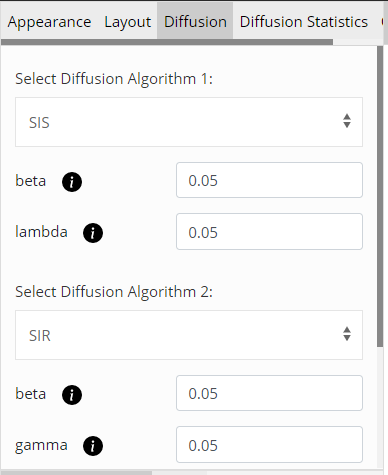 Appearance Layout Diffusion Diffusion Statistics
Select Diffusion Algorithm 1:
SIS
beta i 0.05
lambda i 0.05
Select Diffusion Algorithm 2:
SIR
beta i 0.05
gamma i 0.05